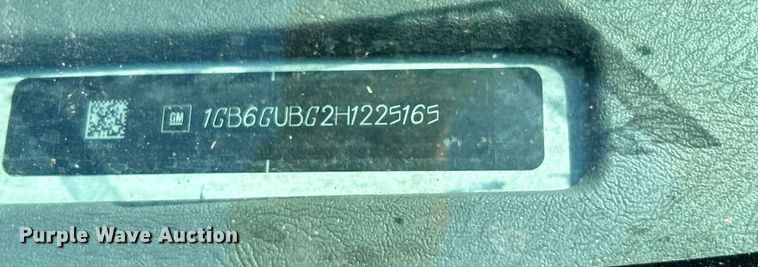 GM 1GB6GUBG2H1225165
Purple Wave Auction